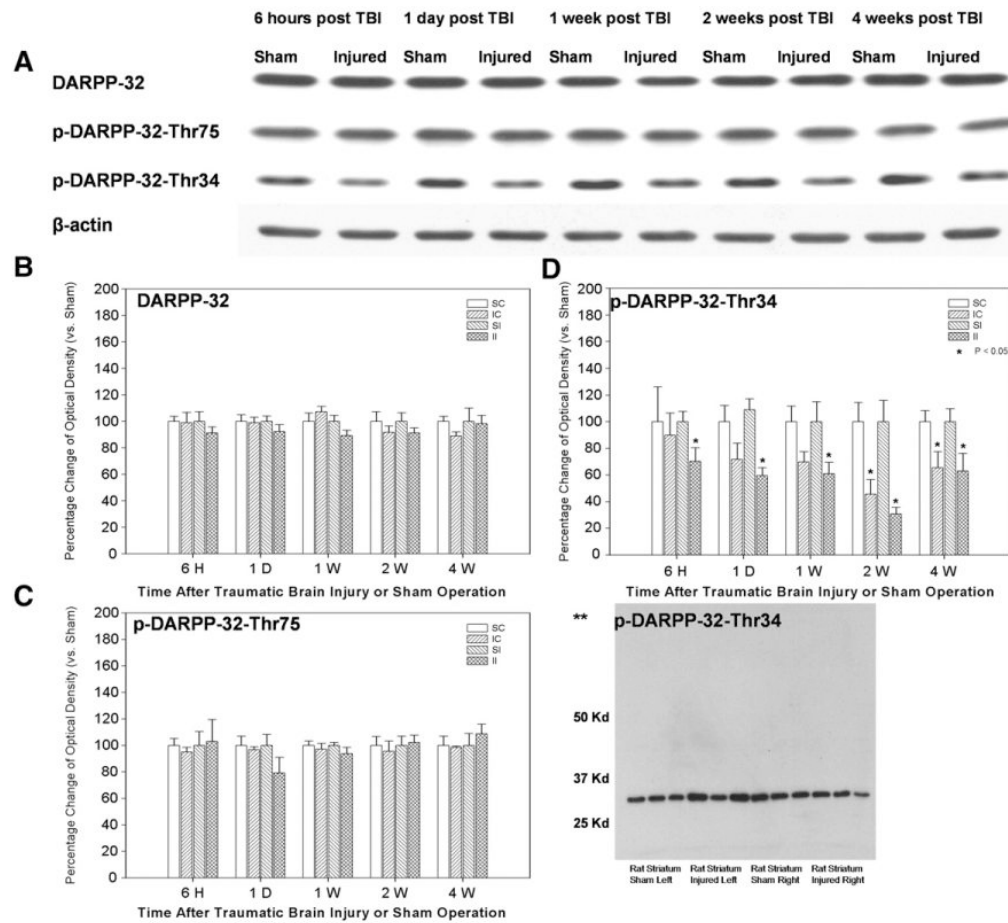 6 hours post TBI 1 day post TBI 1 week post TBI 2 weeks post TBI 4 weeks post TBI
A
Sham Injured Sham Injured Sham Injured Sham Injured Sham Injured
DARPP-32
p-DARPP-32-Thr75
p-DARPP-32-Thr34
β-actin
B
DARPP-32
Percentage Change of Optical Density (vs. Sham)
200
180
160
140
120
100
80
60
40
20
0
SC
IC
SI
II
6 H 1 D 1 W 2 W 4 W
Time After Traumatic Brain Injury or Sham Operation
D
p-DARPP-32-Thr34
Percentage Change of Optical Density (vs. Sham)
200
180
160
140
120
100
80
60
40
20
0
SC
IC
SI
II
* P < 0.05
* * * * * * *
6 H 1 D 1 W 2 W 4 W
Time After Traumatic Brain Injury or Sham Operation
C
p-DARPP-32-Thr75
Percentage Change of Optical Density (vs. Sham)
200
180
160
140
120
100
80
60
40
20
0
SC
IC
SI
II
6 H 1 D 1 W 2 W 4 W
Time After Traumatic Brain Injury or Sham Operation
** p-DARPP-32-Thr34
50 Kd
37 Kd
25 Kd
Rat Striatum Rat Striatum Rat Striatum Rat Striatum
Sham Left Injured Left Sham Right Injured Right